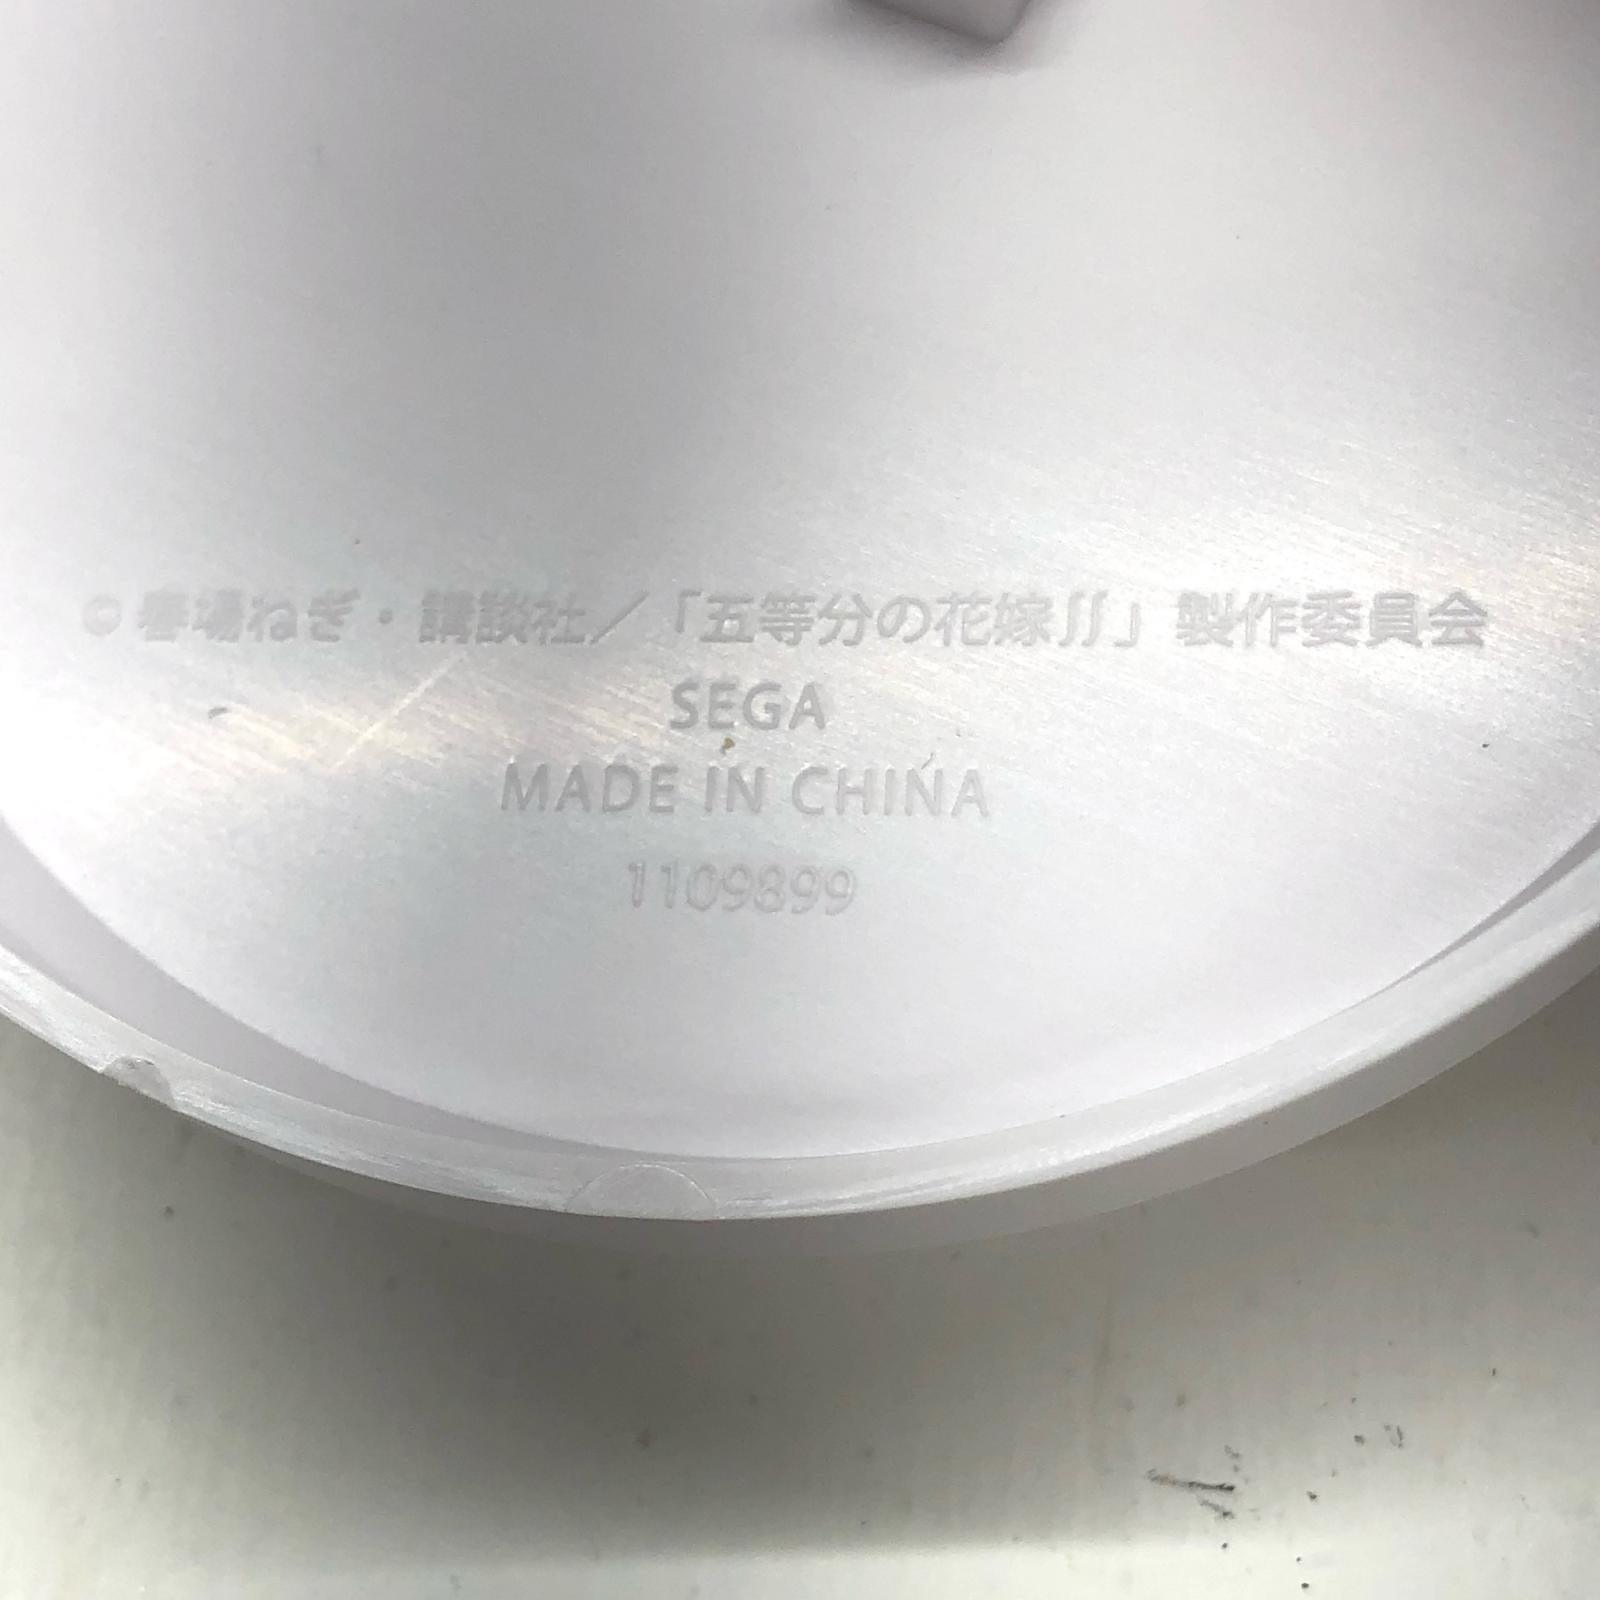 © 春場ねぎ・講談社／「五等分の花嫁∬」製作委員会
SEGA
MADE IN CHINA
1109899